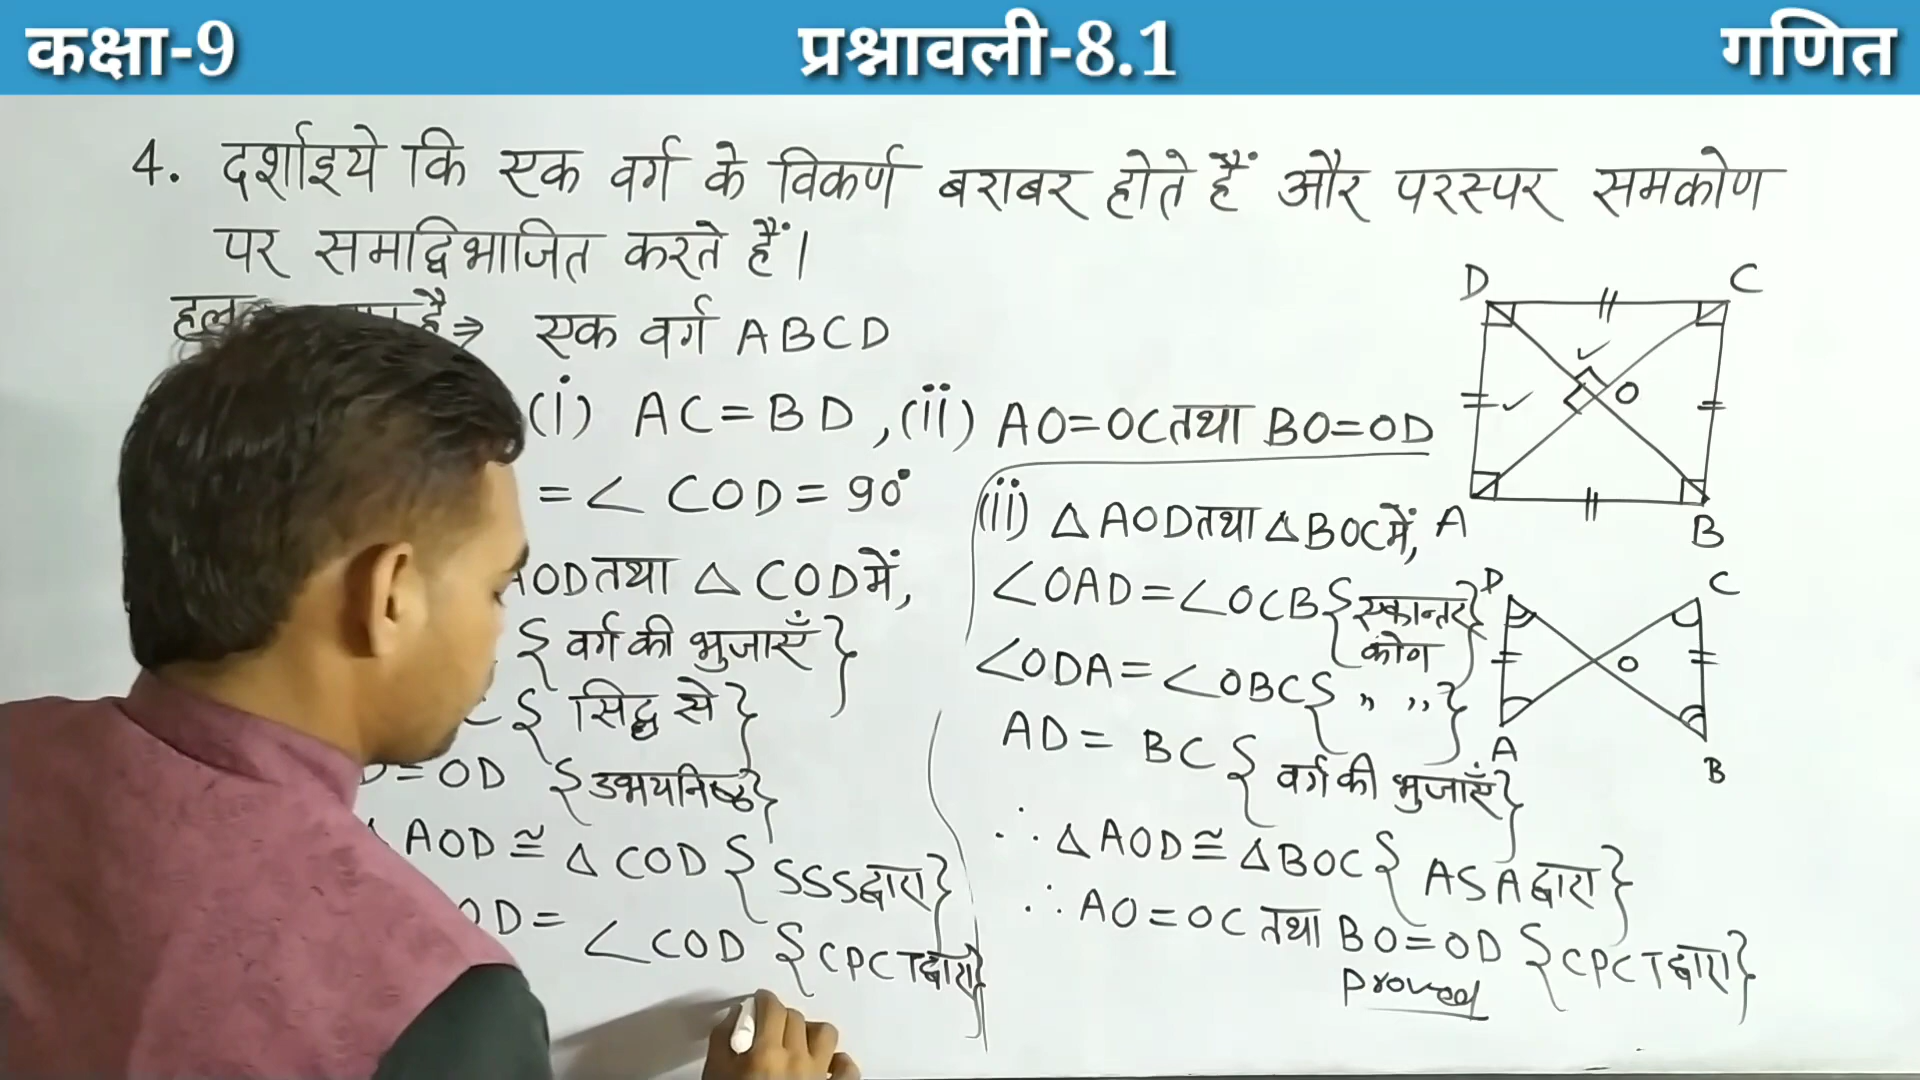 कक्षा-9 प्रश्नावली-8.1 गणित
4. दर्शाइये कि एक वर्ग के विकर्ण बराबर होते हैं और परस्पर समकोण
पर समद्विभाजित करते हैं।
हल है⇒ एक वर्ग ABCD
(i) AC=BD, (ii) AO=OC तथा BO=OD
=∠COD=90°
AOD तथा △COD में,
{वर्ग की भुजाएँ}
C {सिद्ध से}
=OD {उभयनिष्ठ}
AOD≅△COD {SSS द्वारा}
OD=∠COD {CPCT द्वारा}
(ii) △AOD तथा △BOC में,
∠OAD=∠OCB {एकान्तर
कोण}
∠ODA=∠OBC {" ,,}
AD=BC {वर्ग की भुजाएँ}
∴ △AOD≅△BOC {ASA द्वारा}
∴ AO=OC तथा BO=OD {CPCT द्वारा}
proved
D C
O
A B
D C
O
A B